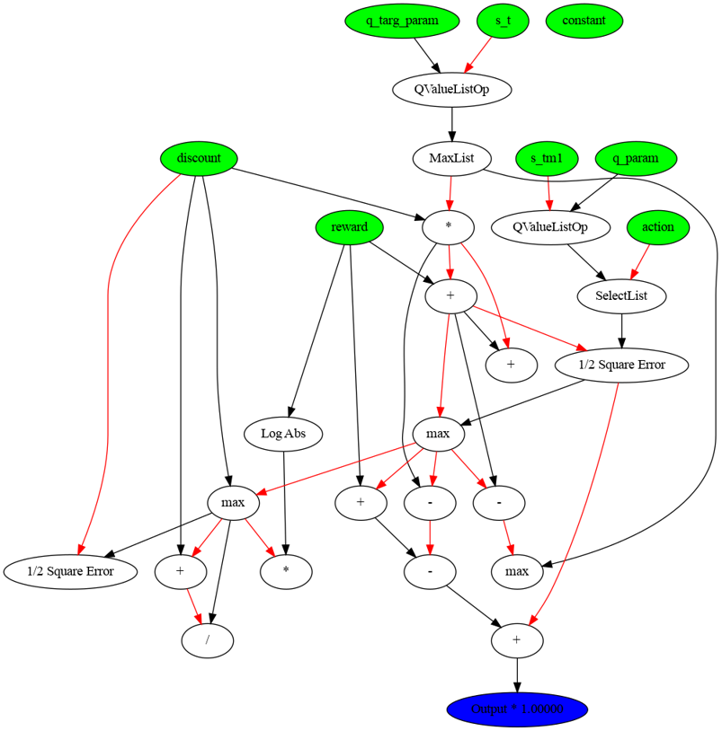 q_targ_param
s_t
constant
QValueListOp
discount
MaxList
s_tm1
q_param
reward
*
QValueListOp
action
+
SelectList
+
1/2 Square Error
Log Abs
max
max
+
-
-
1/2 Square Error
+
*
-
max
/
+
Output * 1.00000